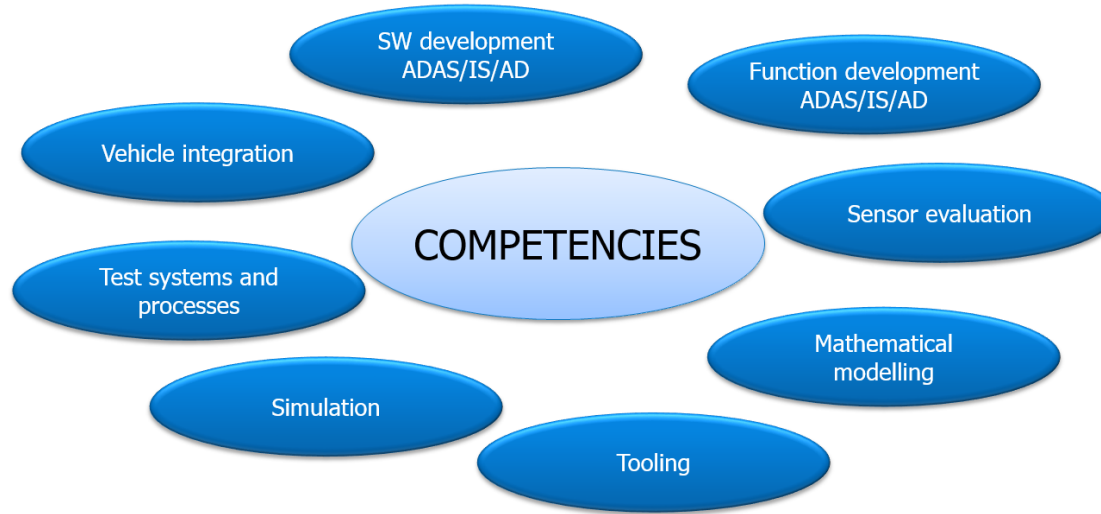 SW development
ADAS/IS/AD
Function development
ADAS/IS/AD
Vehicle integration
Sensor evaluation
COMPETENCIES
Test systems and
processes
Mathematical
modelling
Simulation
Tooling